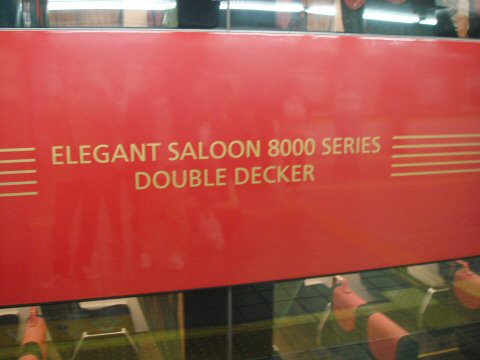 ELEGANT SALOON 8000 SERIES
DOUBLE DECKER